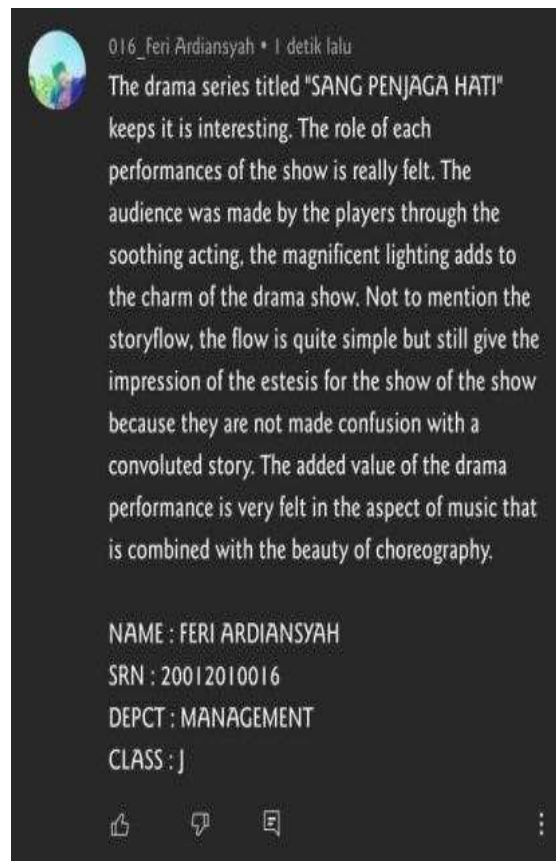 016_Feri Ardiansyah • 1 detik lalu
The drama series titled "SANG PENJAGA HATI"
keeps it is interesting. The role of each
performances of the show is really felt. The
audience was made by the players through the
soothing acting, the magnificent lighting adds to
the charm of the drama show. Not to mention the
storyflow, the flow is quite simple but still give the
impression of the estesis for the show of the show
because they are not made confusion with a
convoluted story. The added value of the drama
performance is very felt in the aspect of music that
is combined with the beauty of choreography.
NAME : FERI ARDIANSYAH
SRN : 20012010016
DEPCT : MANAGEMENT
CLASS : J